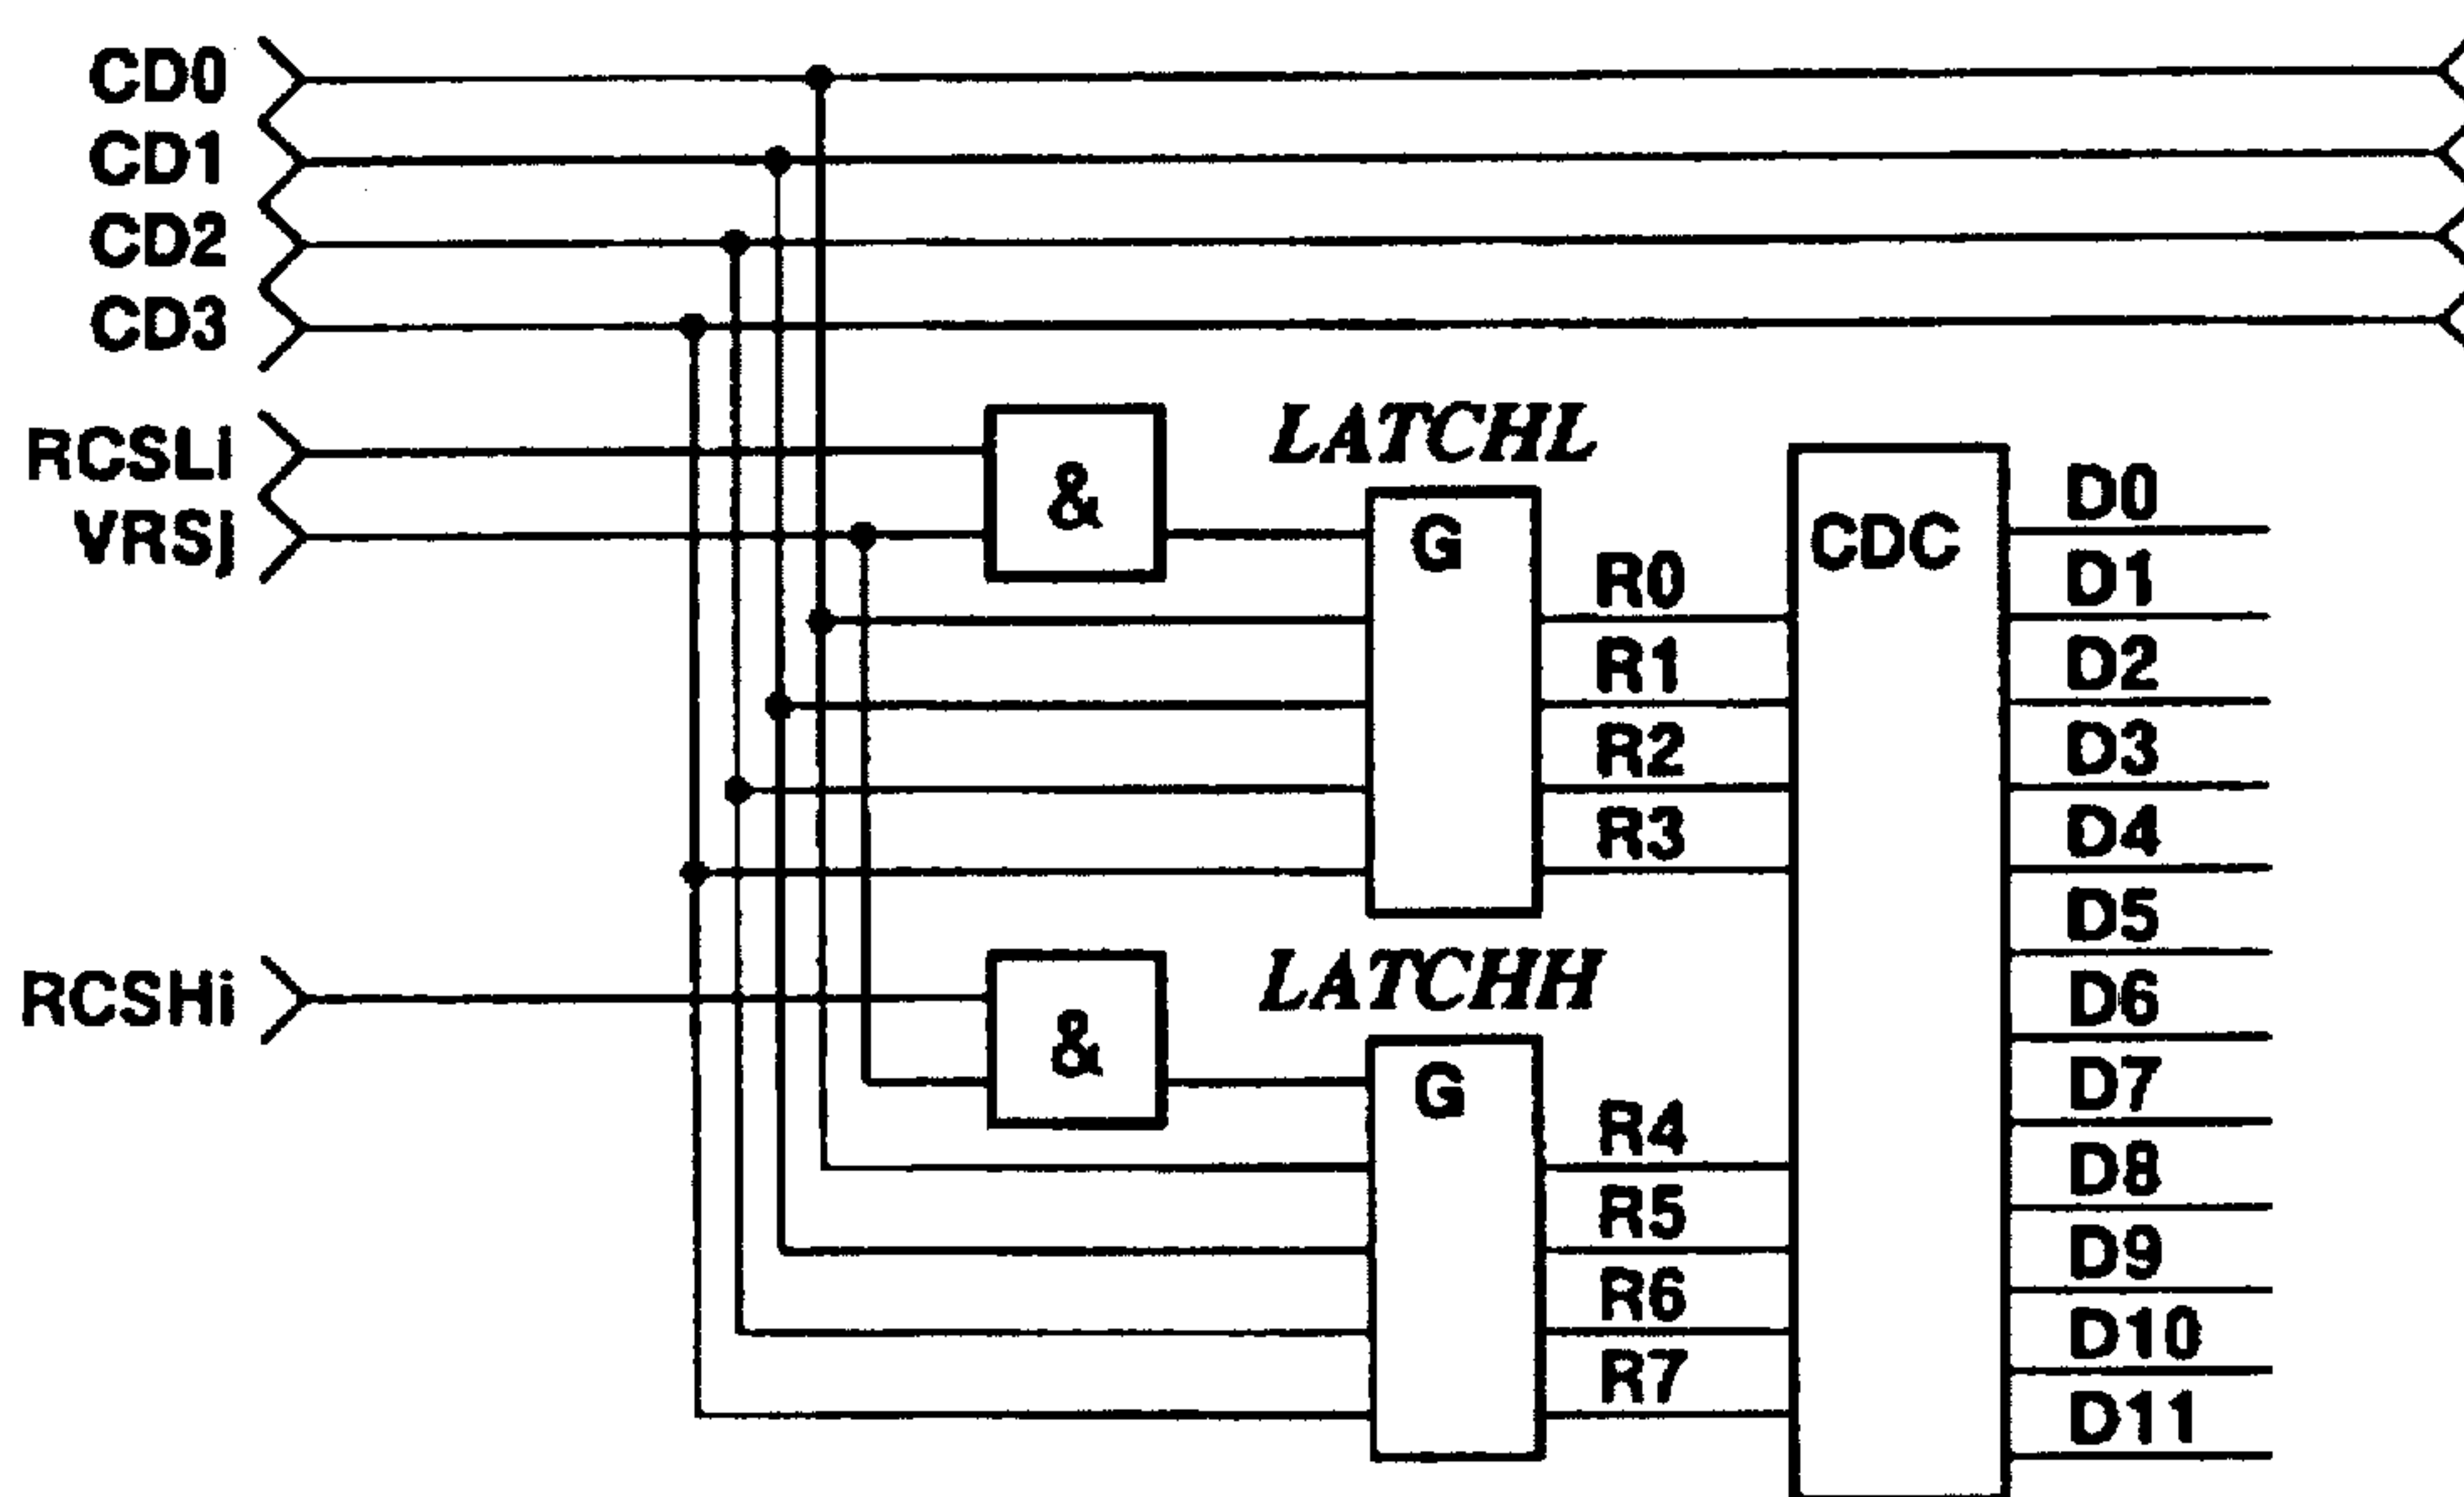 CD0
CD1
CD2
CD3
RCSLi
VRSj
RCSHi
&
LATCHL
G
R0
R1
R2
R3
&
LATCHH
G
R4
R5
R6
R7
CDC
D0
D1
D2
D3
D4
D5
D6
D7
D8
D9
D10
D11